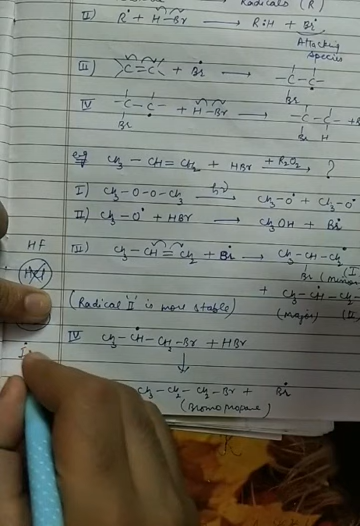 Radicals (R)
II) R• + H–Br ⟶ R:H + Br•
Attacking
Species
III) >C=C< + Br• ⟶ –C–C–
Br
IV –C–C– + H–Br ⟶ –C–C– +
Br Br H
e.g CH3–CH=CH2 + HBr + R2O2 ⟶ ?
I) CH3–O–O–CH3 hν ⟶ CH3–O• + CH3–O•
II) CH3–O• + HBr ⟶ CH3OH + Br•
HF
III) CH3–CH=CH2 + Br• ⟶ CH3–CH–CH2•
Br (minor)
+ CH3–CH–CH2
(Radical II is more stable) (major)
IV CH3–CH–CH2–Br + HBr
CH3–CH2–CH2–Br + Br•
(Bromopropane)